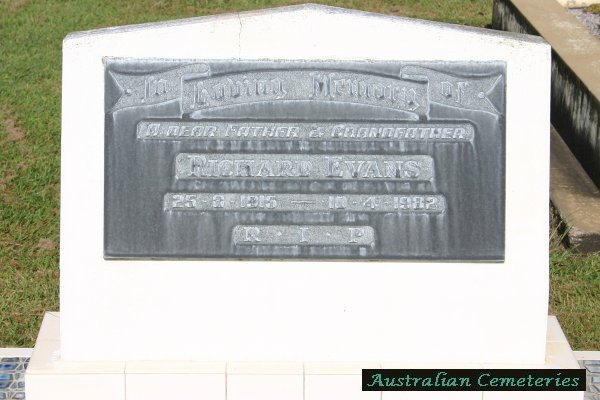 In Loving Memory of
A DEAR FATHER & GRANDFATHER
RICHARD EVANS
25 · 8 · 1915 — 10 · 4 · 1982
R · I · P
Australian Cemeteries